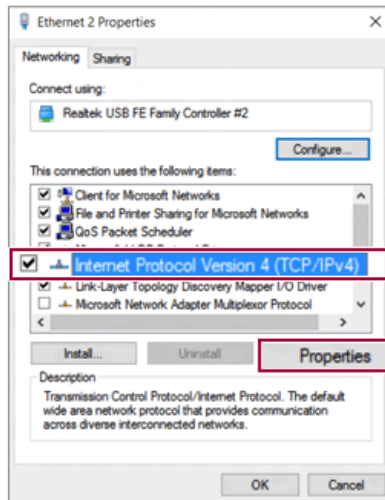 Ethernet 2 Properties
Networking Sharing
Connect using:
Realtek USB FE Family Controller #2
Configure...
This connection uses the following items:
Client for Microsoft Networks
File and Printer Sharing for Microsoft Networks
QoS Packet Scheduler
Internet Protocol Version 4 (TCP/IPv4)
Link-Layer Topology Discovery Mapper I/O Driver
Microsoft Network Adapter Multiplexor Protocol
Install... Uninstall Properties
Description
Transmission Control Protocol/Internet Protocol. The default
wide area network protocol that provides communication
across diverse interconnected networks.
OK Cancel